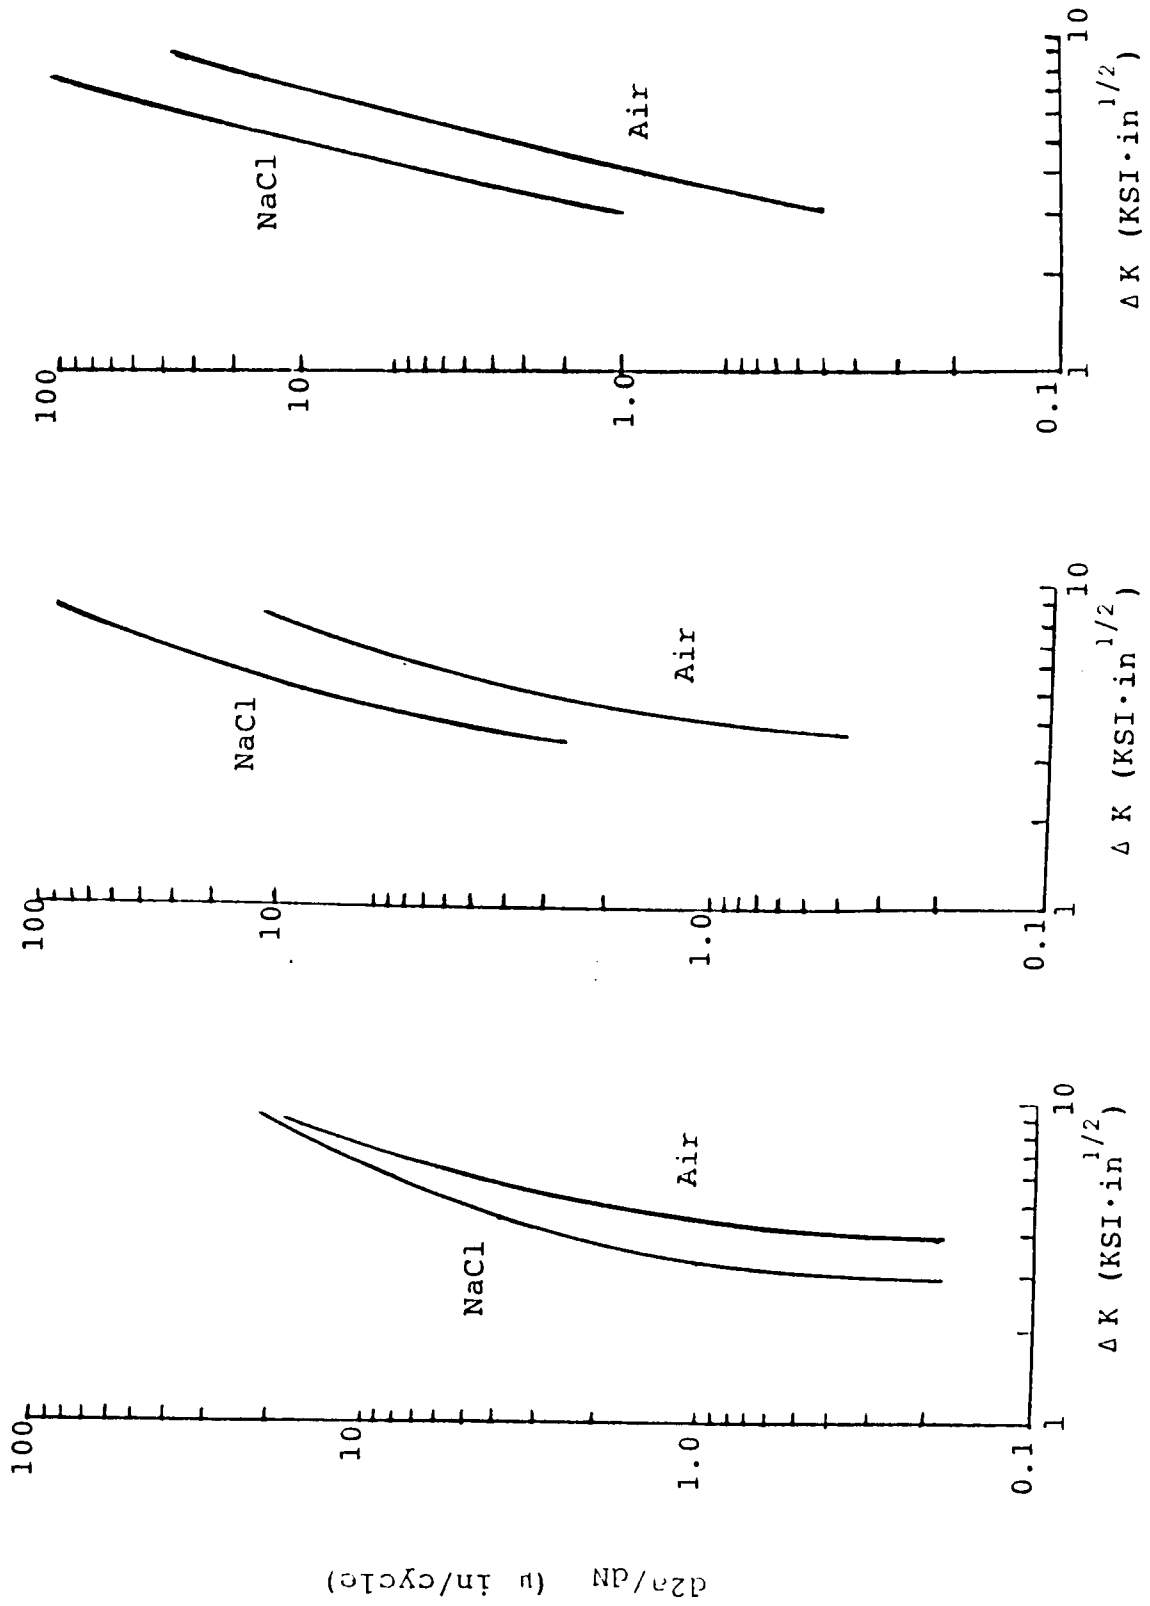 d2a/dN (μ in/cycle)
100
10
1.0
0.1
NaCl
Air
1
10
Δ K (KSI·in^1/2)
100
10
1.0
0.1
NaCl
Air
1
10
Δ K (KSI·in^1/2)
100
10
1.0
0.1
NaCl
Air
1
10
Δ K (KSI·in^1/2)